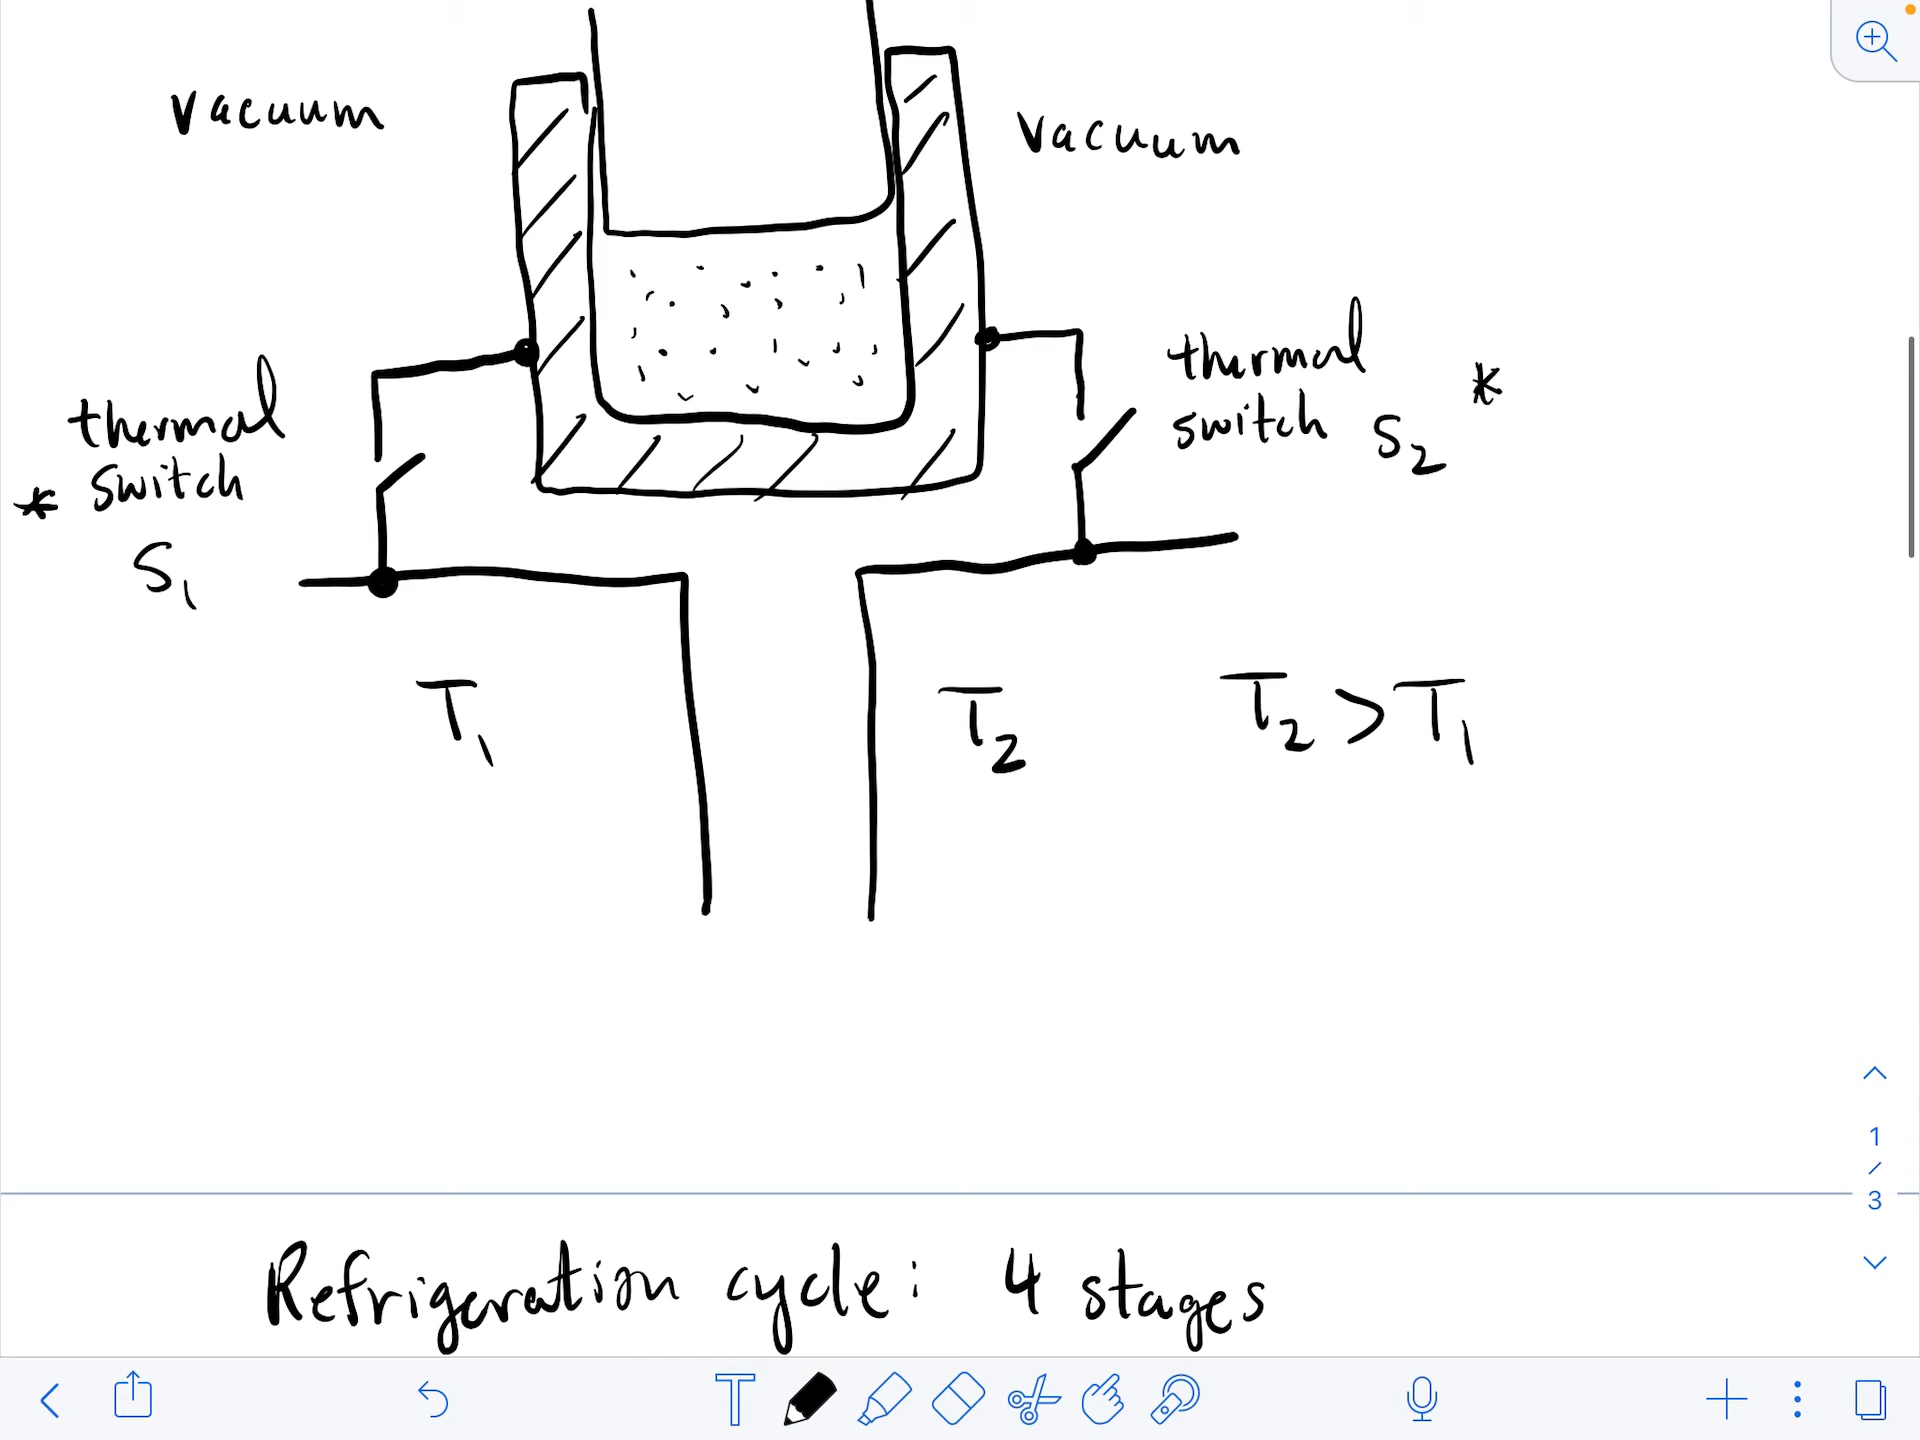 Vacuum
Vacuum
thermal
switch S₂ *
thermal
* switch
S₁
T₁
T₂
T₂ > T₁
1
/
3
Refrigeration cycle: 4 stages
T